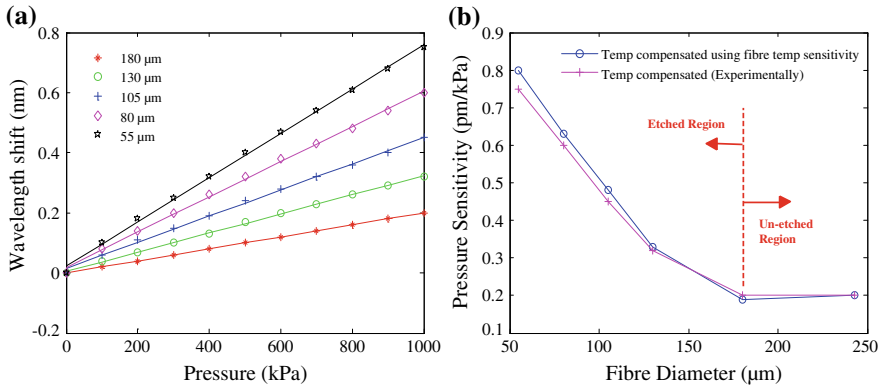 (a)
0.8
0.6
0.4
0.2
0
-0.2
0
200
400
600
800
1000
Wavelength shift (nm)
Pressure (kPa)
180 µm
130 µm
105 µm
80 µm
55 µm
(b)
0.9
0.8
0.7
0.6
0.5
0.4
0.3
0.2
0.1
50
100
150
200
250
Pressure Sensitivity (pm/kPa)
Fibre Diameter (µm)
Temp compensated using fibre temp sensitivity
Temp compensated (Experimentally)
Etched Region
Un-etched
Region